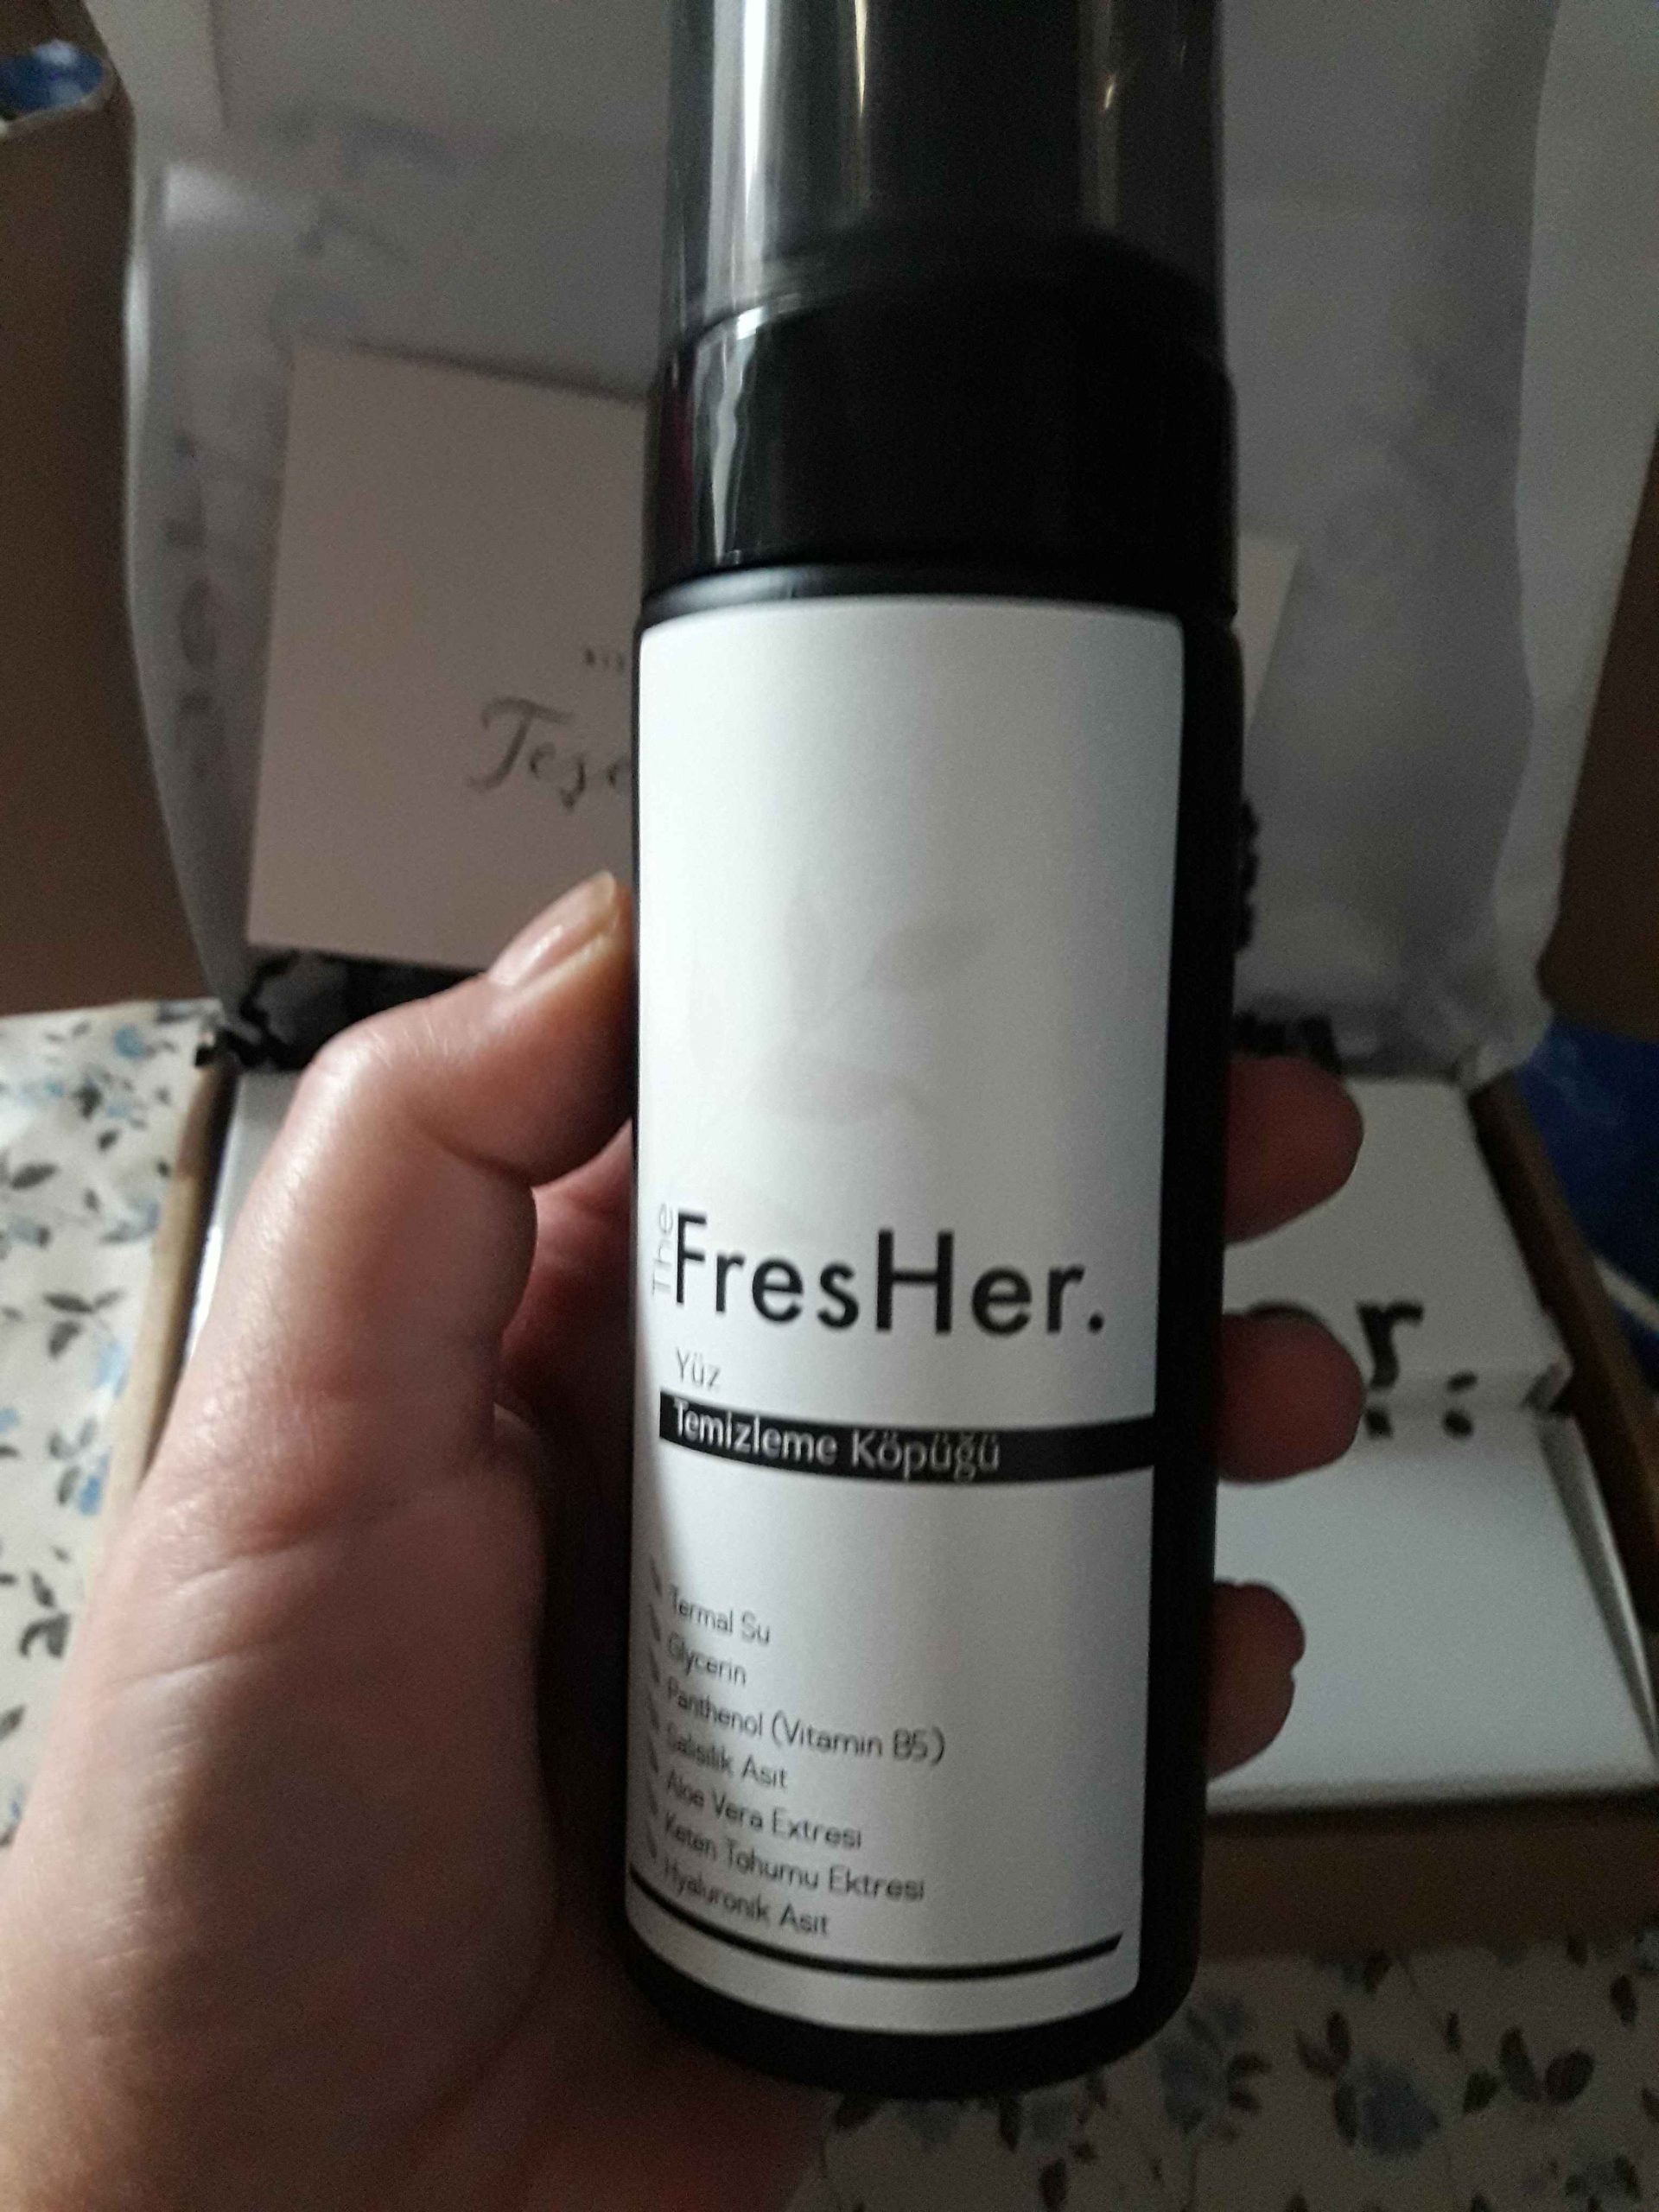 Teşe
The
FresHer.
Yüz
Temizleme Köpüğü
Termal Su
Glycerin
Panthenol (Vitamin B5)
Salisilik Asit
Aloe Vera Extresi
Keten Tohumu Ektresi
Hyaluronik Asit
r.